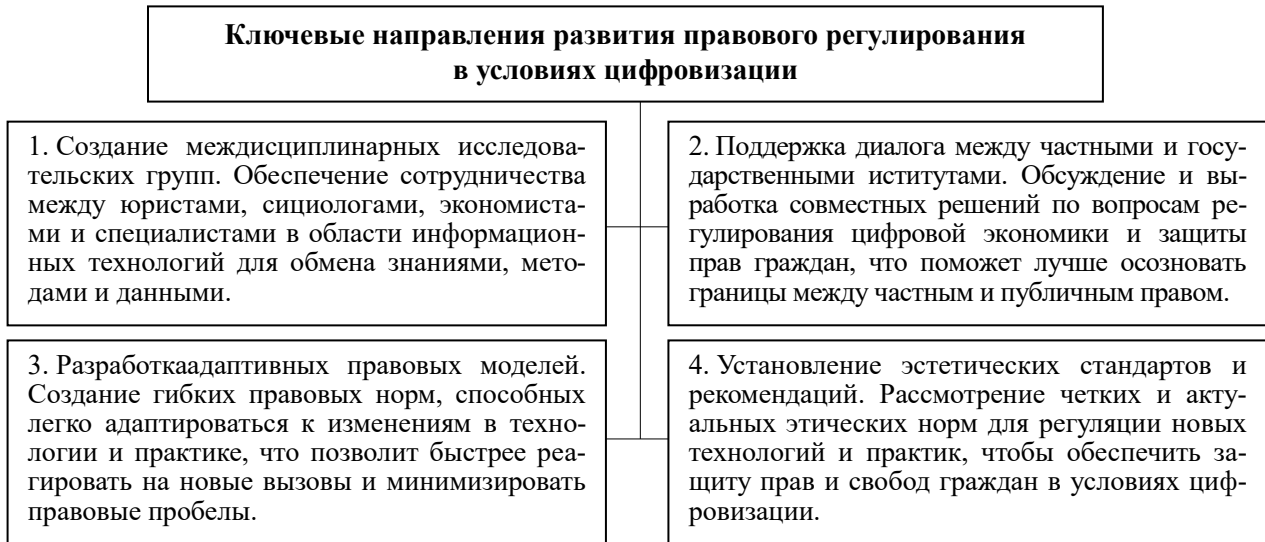 Ключевые направления развития правового регулирования
в условиях цифровизации
1. Создание междисциплинарных исследова-
тельских групп. Обеспечение сотрудничества
между юристами, сициологами, экономиста-
ми и специалистами в области информацион-
ных технологий для обмена знаниями, мето-
дами и данными.
2. Поддержка диалога между частными и госу-
дарственными иститутами. Обсуждение и вы-
работка совместных решений по вопросам ре-
гулирования цифровой экономики и защиты
прав граждан, что поможет лучше осозновать
границы между частным и публичным правом.
3. Разработкаадаптивных правовых моделей.
Создание гибких правовых норм, способных
легко адаптироваться к изменениям в техно-
логии и практике, что позволит быстрее реа-
гировать на новые вызовы и минимизировать
правовые пробелы.
4. Установление эстетических стандартов и
рекомендаций. Рассмотрение четких и акту-
альных этических норм для регуляции новых
технологий и практик, чтобы обеспечить за-
щиту прав и свобод граждан в условиях циф-
ровизации.